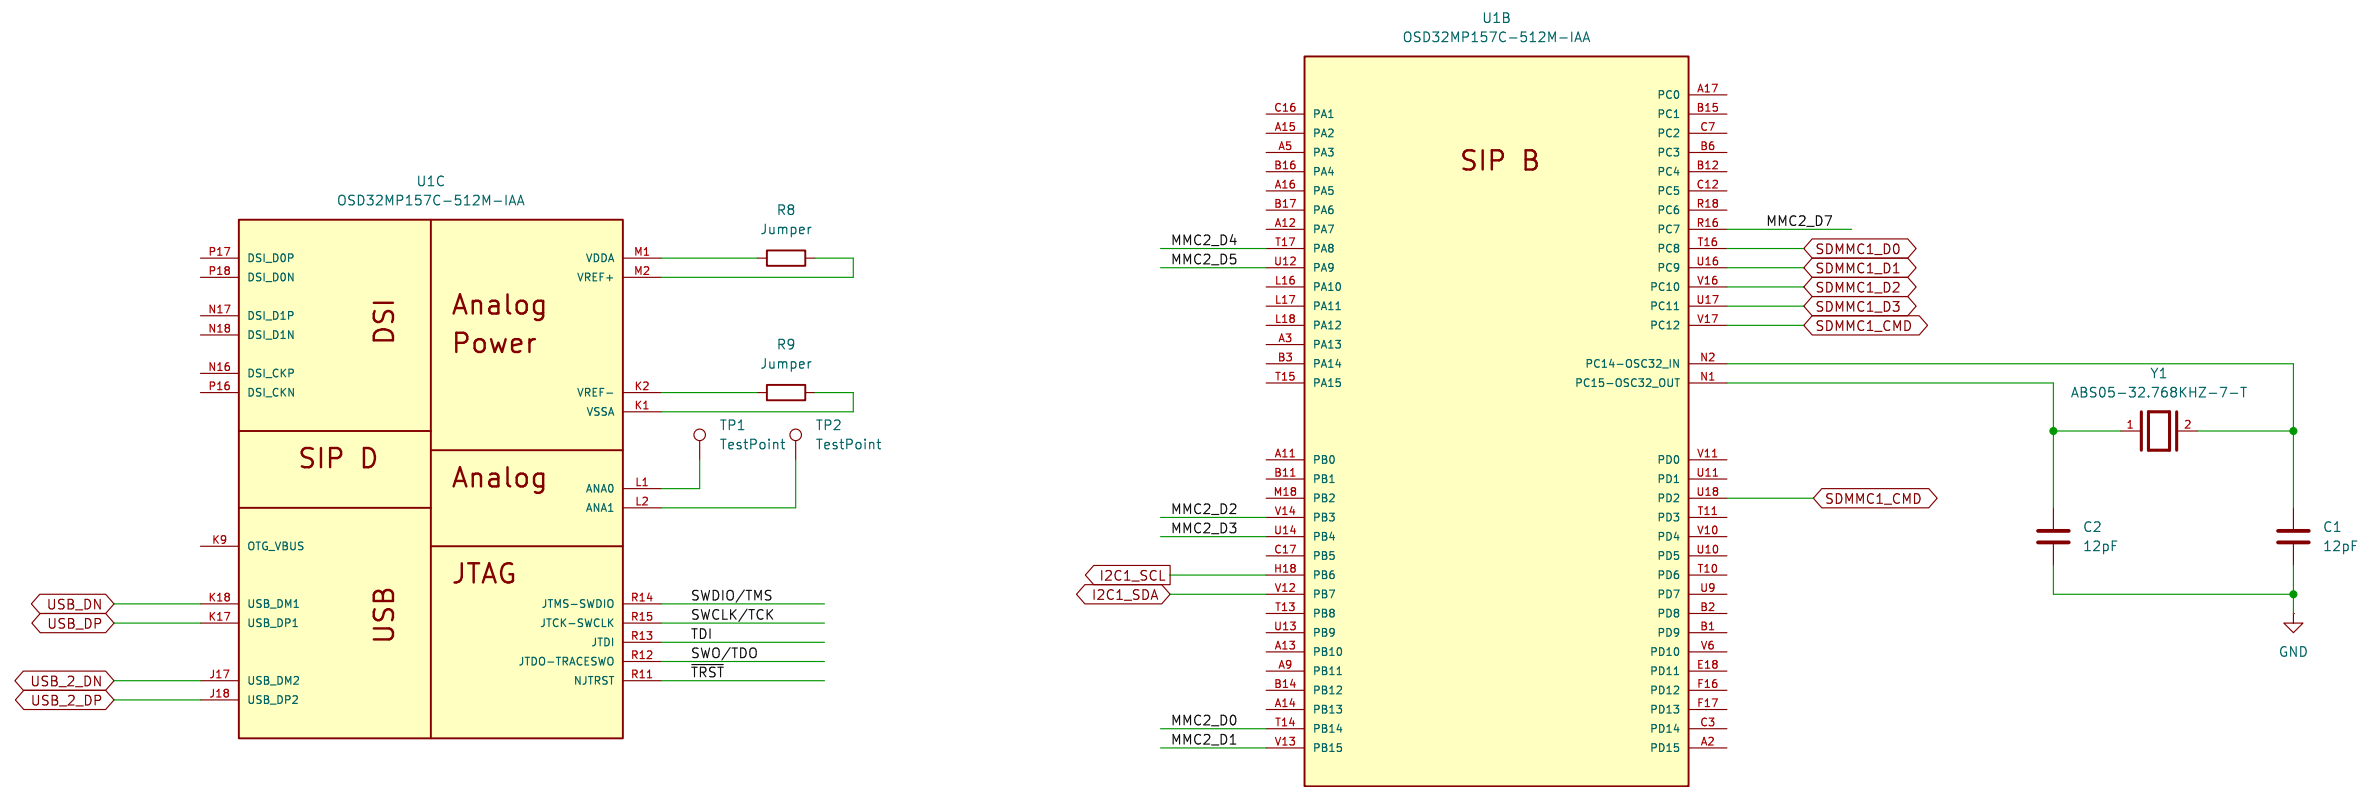 U1C
OSD32MP157C-512M-IAA
P17 DSI_D0P
P18 DSI_D0N
N17 DSI_D1P
N18 DSI_D1N
N16 DSI_CKP
P16 DSI_CKN
DSI
SIP D
K9 OTG_VBUS
USB_DN K18 USB_DM1
USB_DP K17 USB_DP1
USB_2_DN J17 USB_DM2
USB_2_DP J18 USB_DP2
USB
Analog
Power
VDDA M1
VREF+ M2
VREF- K2
VSSA K1
R8
Jumper
R9
Jumper
TP1
TestPoint
TP2
TestPoint
Analog
ANA0 L1
ANA1 L2
JTAG
JTMS-SWDIO R14 SWDIO/TMS
JTCK-SWCLK R15 SWCLK/TCK
JTDI R13 TDI
JTDO-TRACESWO R12 SWO/TDO
NJTRST R11 TRST
U1B
OSD32MP157C-512M-IAA
SIP B
C16 PA1
A15 PA2
A5 PA3
B16 PA4
A16 PA5
B17 PA6
A12 PA7
MMC2_D4 T17 PA8
MMC2_D5 U12 PA9
L16 PA10
L17 PA11
L18 PA12
A3 PA13
B3 PA14
T15 PA15
A11 PB0
B11 PB1
M18 PB2
MMC2_D2 V14 PB3
MMC2_D3 U14 PB4
C17 PB5
I2C1_SCL H18 PB6
I2C1_SDA V12 PB7
T13 PB8
U13 PB9
A13 PB10
A9 PB11
B14 PB12
A14 PB13
MMC2_D0 T14 PB14
MMC2_D1 V13 PB15
PC0 A17
PC1 B15
PC2 C7
PC3 B6
PC4 B12
PC5 C12
PC6 R18
PC7 R16 MMC2_D7
PC8 T16 SDMMC1_D0
PC9 U16 SDMMC1_D1
PC10 V16 SDMMC1_D2
PC11 U17 SDMMC1_D3
PC12 V17 SDMMC1_CMD
PC14-OSC32_IN N2
PC15-OSC32_OUT N1
PD0 V11
PD1 U11
PD2 U18 SDMMC1_CMD
PD3 T11
PD4 V10
PD5 U10
PD6 T10
PD7 U9
PD8 B2
PD9 B1
PD10 V6
PD11 E18
PD12 F16
PD13 F17
PD14 C3
PD15 A2
Y1
ABS05-32.768KHZ-7-T
1 2
C2
12pF
C1
12pF
GND